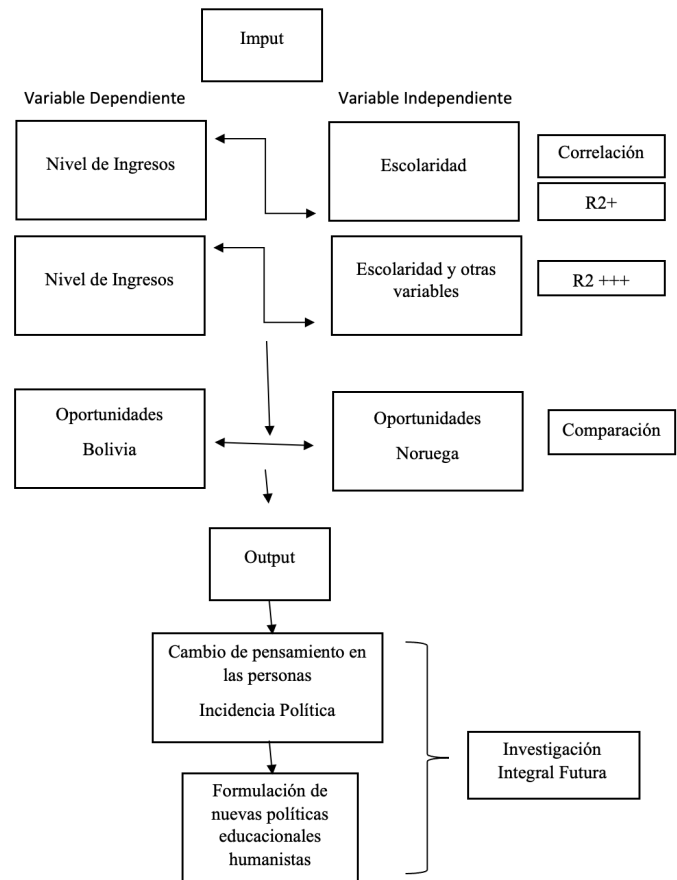 Imput
Variable Dependiente
Variable Independiente
Nivel de Ingresos
Escolaridad
Correlación
R2+
Nivel de Ingresos
Escolaridad y otras
variables
R2 +++
Oportunidades
Bolivia
Oportunidades
Noruega
Comparación
Output
Cambio de pensamiento en
las personas
Incidencia Política
Investigación
Integral Futura
Formulación de
nuevas políticas
educacionales
humanistas